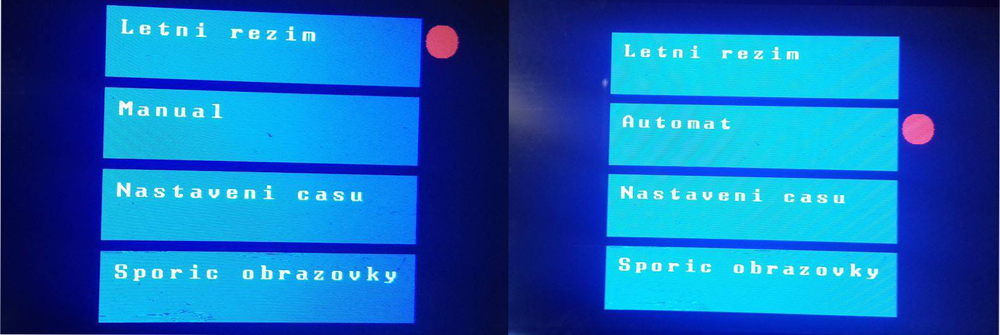 Letni rezim
Manual
Nastaveni casu
Sporic obrazovky
Letni rezim
Automat
Nastaveni casu
Sporic obrazovky